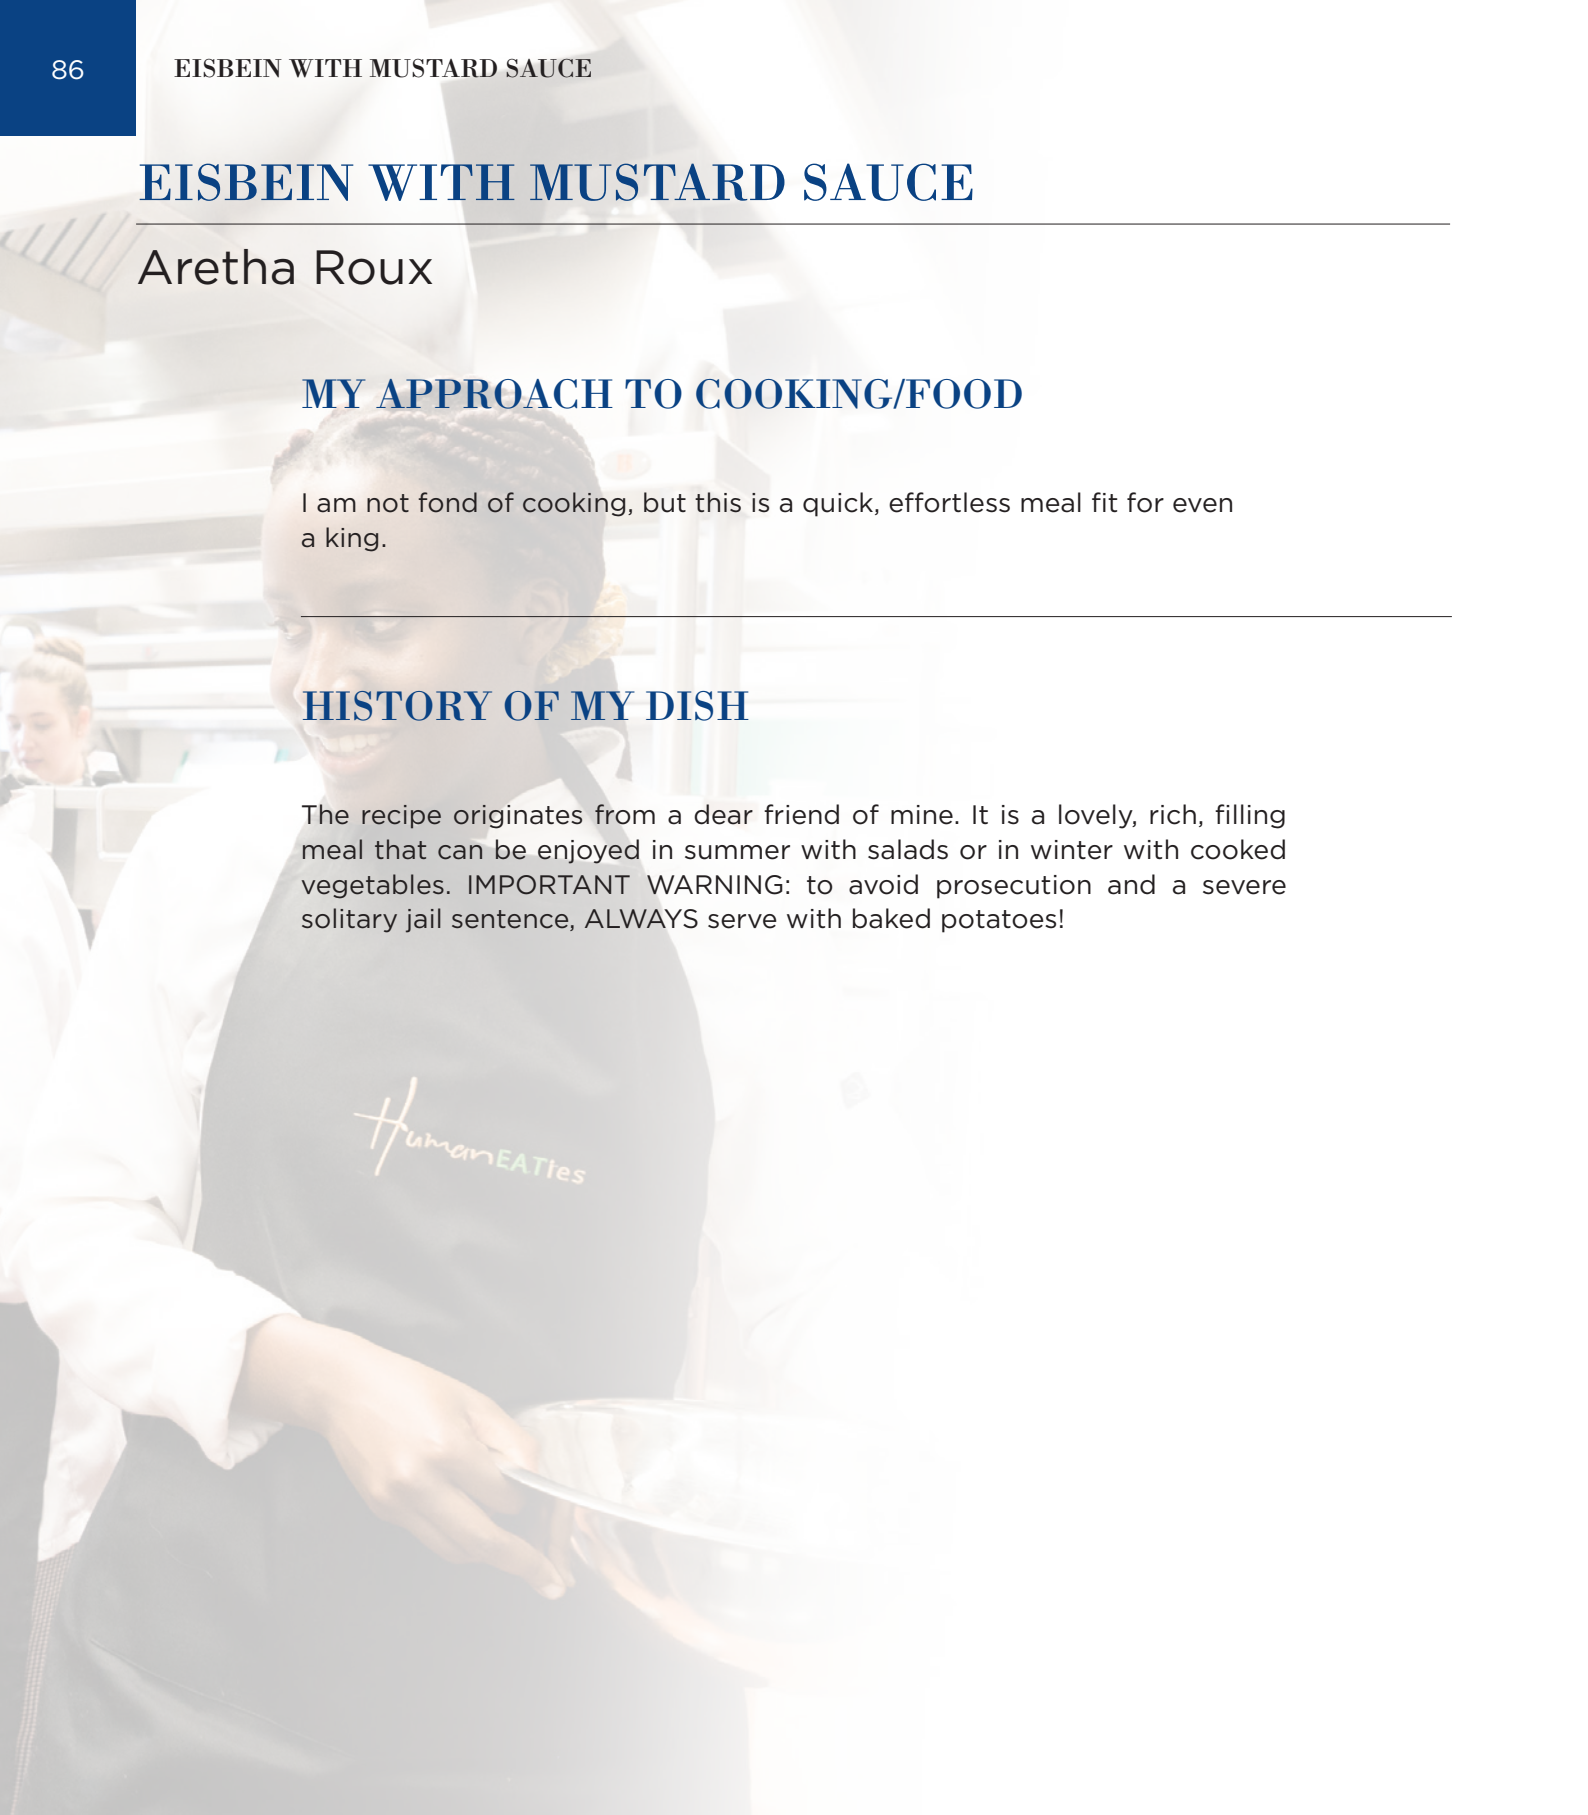 86
EISBEIN WITH MUSTARD SAUCE
EISBEIN WITH MUSTARD SAUCE
Aretha Roux
MY APPROACH TO COOKING/FOOD
I am not fond of cooking, but this is a quick, effortless meal fit for even
a king.
HISTORY OF MY DISH
The recipe originates from a dear friend of mine. It is a lovely, rich, filling
meal that can be enjoyed in summer with salads or in winter with cooked
vegetables. IMPORTANT WARNING: to avoid prosecution and a severe
solitary jail sentence, ALWAYS serve with baked potatoes!
HumanEATies